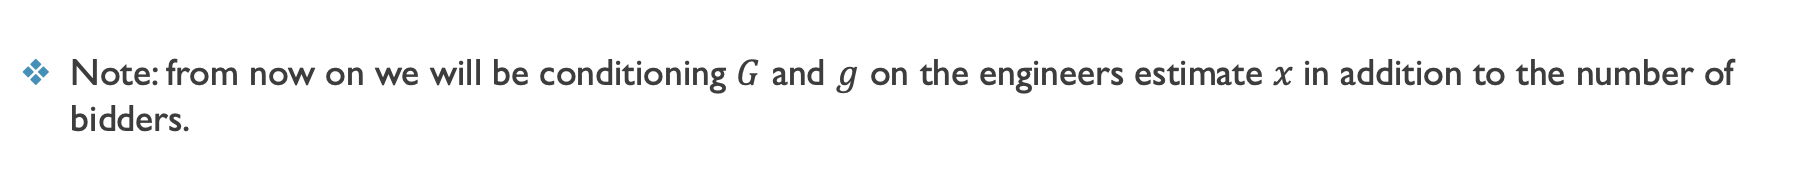 ❖ Note: from now on we will be conditioning 𝐺 and 𝑔 on the engineers estimate 𝑥 in addition to the number of
bidders.